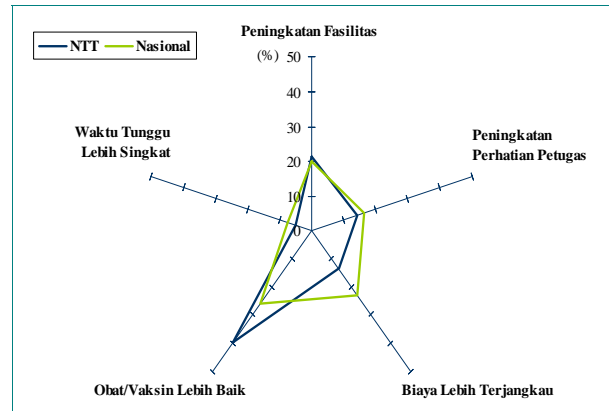 NTT Nasional
Peningkatan Fasilitas
(%)
50
40
30
20
10
0
Waktu Tunggu
Lebih Singkat
Peningkatan
Perhatian Petugas
Obat/Vaksin Lebih Baik
Biaya Lebih Terjangkau